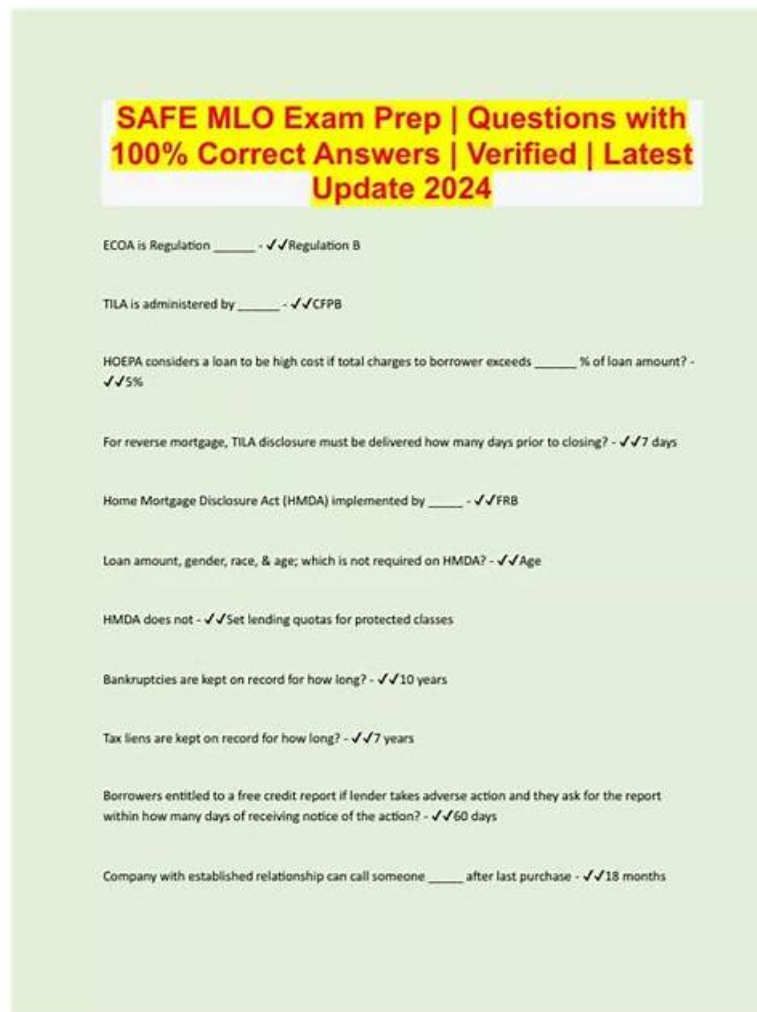 SAFE MLO Exam Prep | Questions with
100% Correct Answers | Verified | Latest
Update 2024
ECOA is Regulation ______ - ✓✓Regulation B
TILA is administered by ______ - ✓✓CFPB
HOEPA considers a loan to be high cost if total charges to borrower exceeds ______ % of loan amount? -
✓✓5%
For reverse mortgage, TILA disclosure must be delivered how many days prior to closing? - ✓✓7 days
Home Mortgage Disclosure Act (HMDA) implemented by _____ - ✓✓FRB
Loan amount, gender, race, & age; which is not required on HMDA? - ✓✓Age
HMDA does not - ✓✓Set lending quotas for protected classes
Bankruptcies are kept on record for how long? - ✓✓10 years
Tax liens are kept on record for how long? - ✓✓7 years
Borrowers entitled to a free credit report if lender takes adverse action and they ask for the report
within how many days of receiving notice of the action? - ✓✓60 days
Company with established relationship can call someone _____ after last purchase - ✓✓18 months